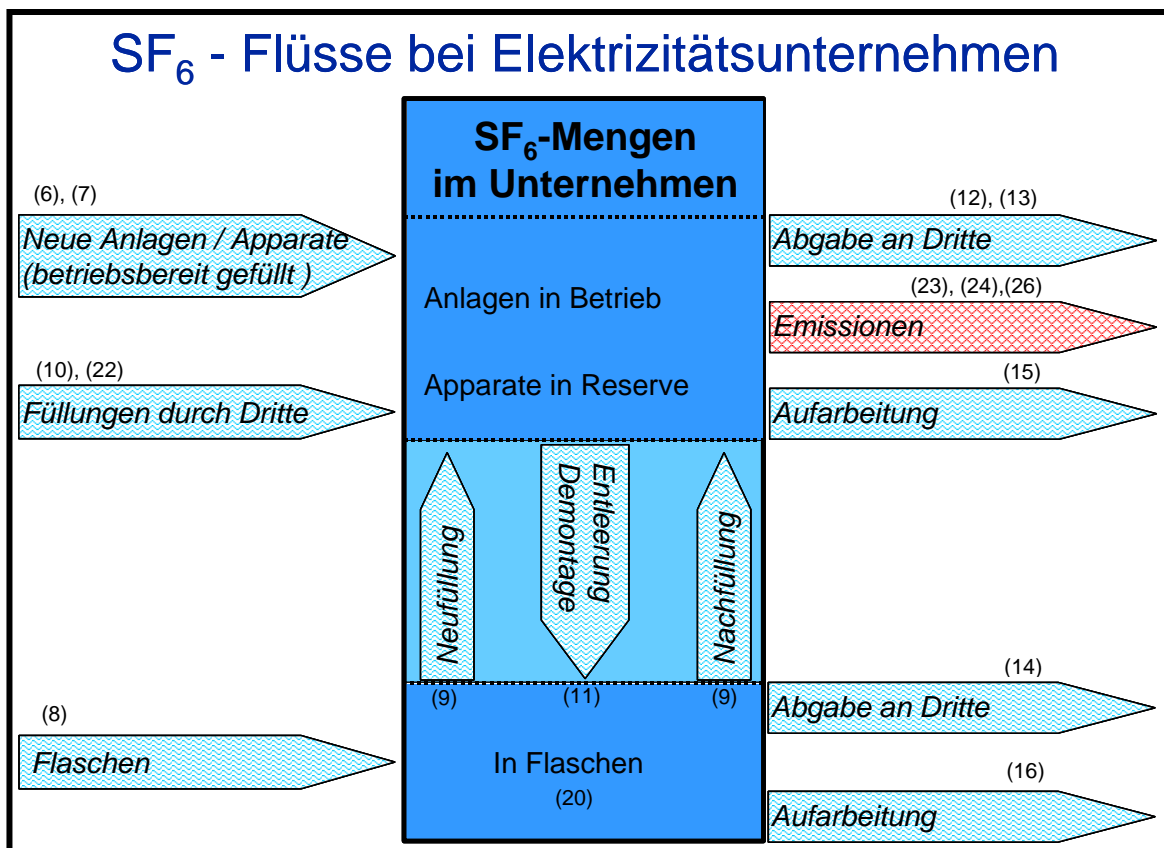 SF6 - Flüsse bei Elektrizitätsunternehmen
SF6-Mengen
im Unternehmen
(6), (7)
Neue Anlagen / Apparate
(betriebsbereit gefüllt )
(10), (22)
Füllungen durch Dritte
(8)
Flaschen
Anlagen in Betrieb
Apparate in Reserve
Neufüllung
Entleerung
Demontage
Nachfüllung
(9)
(11)
(9)
In Flaschen
(20)
(12), (13)
Abgabe an Dritte
(23), (24),(26)
Emissionen
(15)
Aufarbeitung
(14)
Abgabe an Dritte
(16)
Aufarbeitung